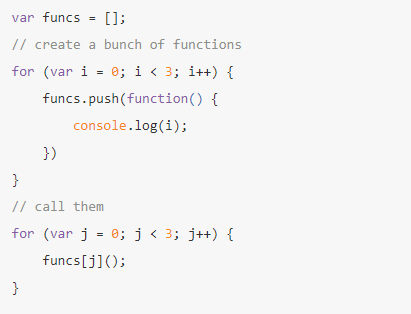 var funcs = [];
// create a bunch of functions
for (var i = 0; i < 3; i++) {
    funcs.push(function() {
        console.log(i);
    })
}
// call them
for (var j = 0; j < 3; j++) {
    funcs[j]();
}